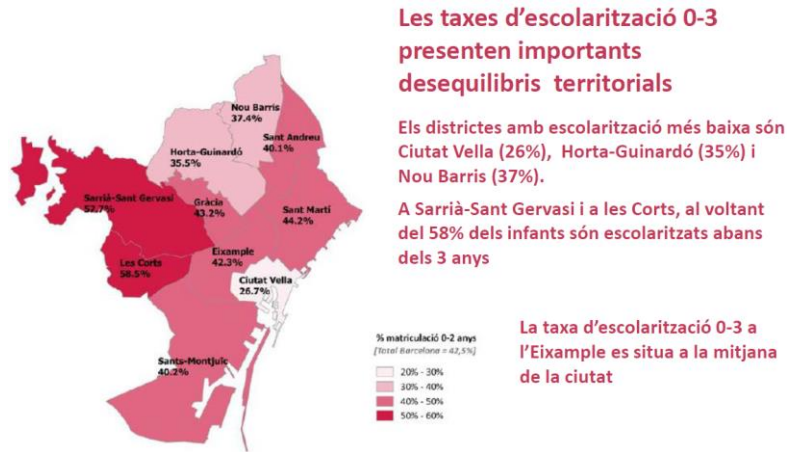 Les taxes d’escolarització 0-3
presenten importants
desequilibris territorials
Els districtes amb escolarització més baixa són
Ciutat Vella (26%), Horta-Guinardó (35%) i
Nou Barris (37%).
A Sarrià-Sant Gervasi i a les Corts, al voltant
del 58% dels infants són escolaritzats abans
dels 3 anys
La taxa d’escolarització 0-3 a
l’Eixample es situa a la mitjana
de la ciutat
Nou Barris
37.4%
Sant Andreu
40.1%
Horta-Guinardó
35.5%
Sarrià-Sant Gervasi
52.7%
Gràcia
43.2%
Sant Martí
44.2%
Eixample
42.3%
Les Corts
58.5%
Ciutat Vella
26.7%
Sants-Montjuïc
40.2%
% matriculació 0-2 anys
[Total Barcelona = 42,5%]
20% - 30%
30% - 40%
40% - 50%
50% - 60%